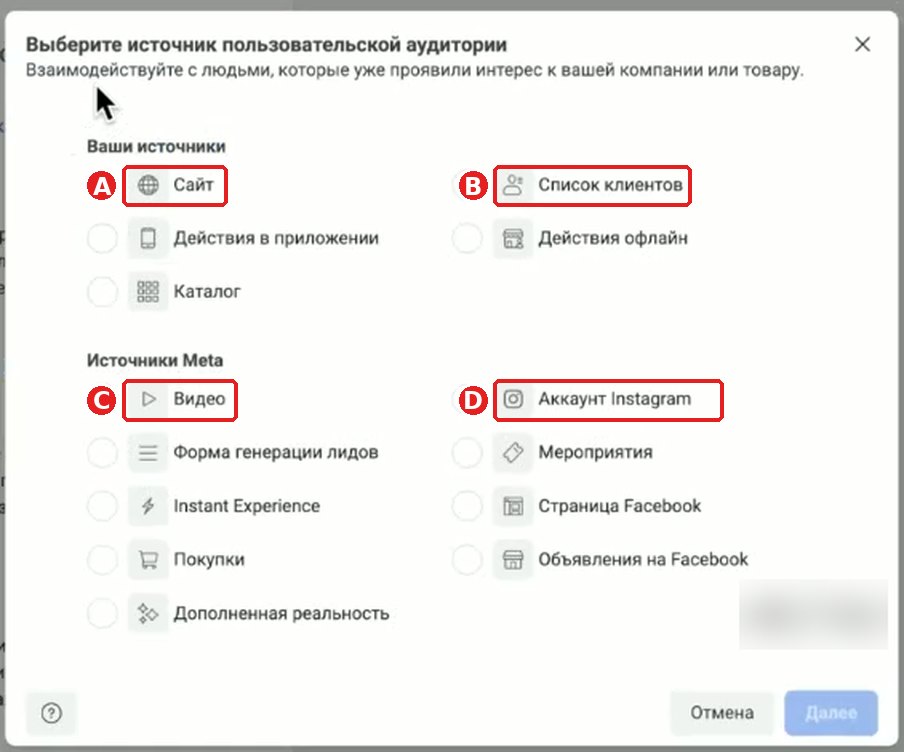 Выберите источник пользовательской аудитории
Взаимодействуйте с людьми, которые уже проявили интерес к вашей компании или товару.
Ваши источники
A Сайт
B Список клиентов
Действия в приложении
Действия офлайн
Каталог
Источники Meta
C Видео
D Аккаунт Instagram
Форма генерации лидов
Мероприятия
Instant Experience
Страница Facebook
Покупки
Объявления на Facebook
Дополненная реальность
?
Отмена
Далее